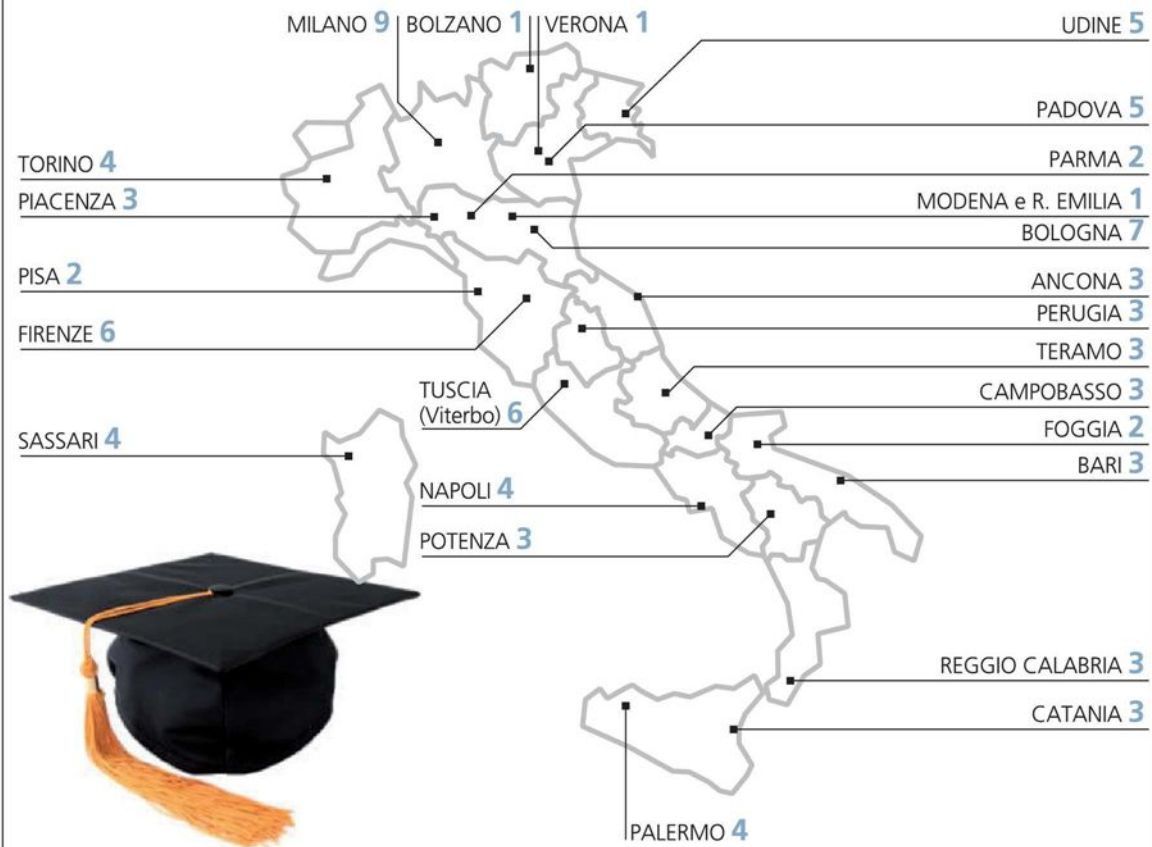 MILANO 9
BOLZANO 1
VERONA 1
UDINE 5
PADOVA 5
TORINO 4
PARMA 2
PIACENZA 3
MODENA e R. EMILIA 1
BOLOGNA 7
PISA 2
ANCONA 3
PERUGIA 3
FIRENZE 6
TERAMO 3
TUSCIA
(Viterbo) 6
CAMPOBASSO 3
FOGGIA 2
SASSARI 4
BARI 3
NAPOLI 4
POTENZA 3
REGGIO CALABRIA 3
CATANIA 3
PALERMO 4